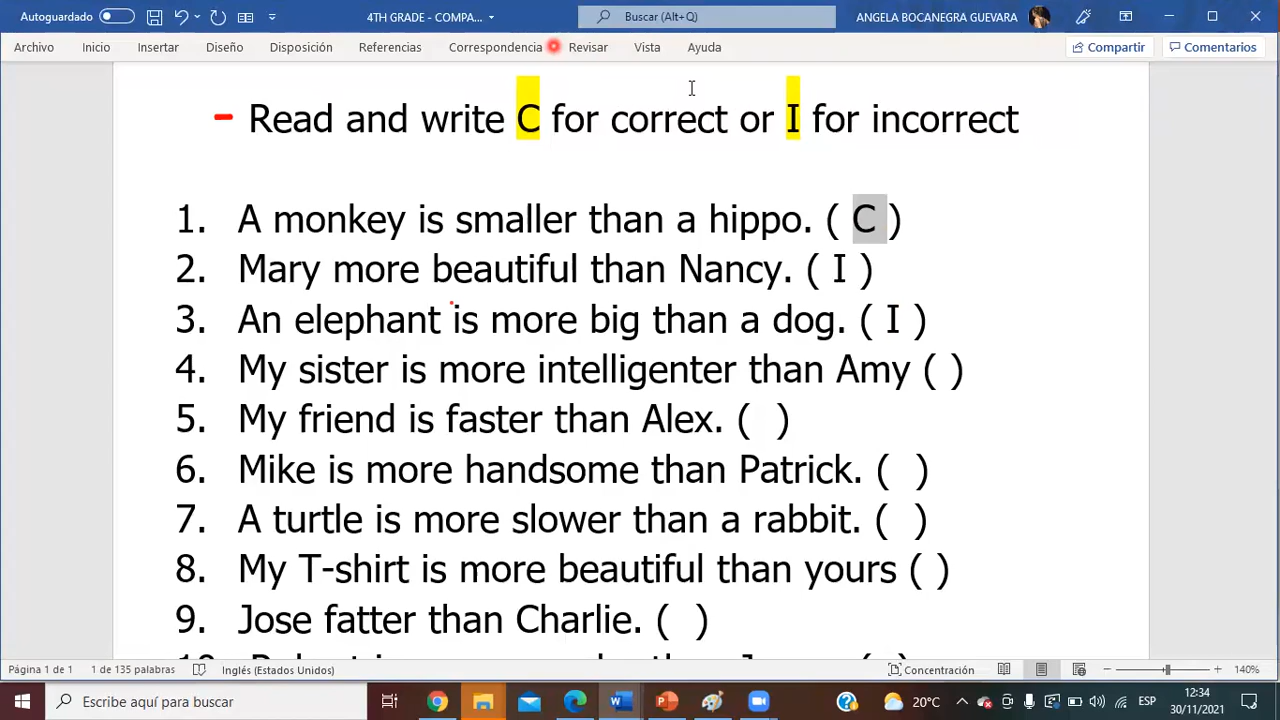 Autoguardado
4TH GRADE - COMPA...
Buscar (Alt+Q)
ANGELA BOCANEGRA GUEVARA
Archivo Inicio Insertar Diseño Disposición Referencias Correspondencia Revisar Vista Ayuda
Compartir Comentarios
- Read and write C for correct or I for incorrect
1. A monkey is smaller than a hippo. ( C )
2. Mary more beautiful than Nancy. ( I )
3. An elephant is more big than a dog. ( I )
4. My sister is more intelligenter than Amy ( )
5. My friend is faster than Alex. ( )
6. Mike is more handsome than Patrick. ( )
7. A turtle is more slower than a rabbit. ( )
8. My T-shirt is more beautiful than yours ( )
9. Jose fatter than Charlie. ( )
Página 1 de 1 1 de 135 palabras Inglés (Estados Unidos) Concentración 140%
Escribe aquí para buscar
20°C
ESP
12:34
30/11/2021